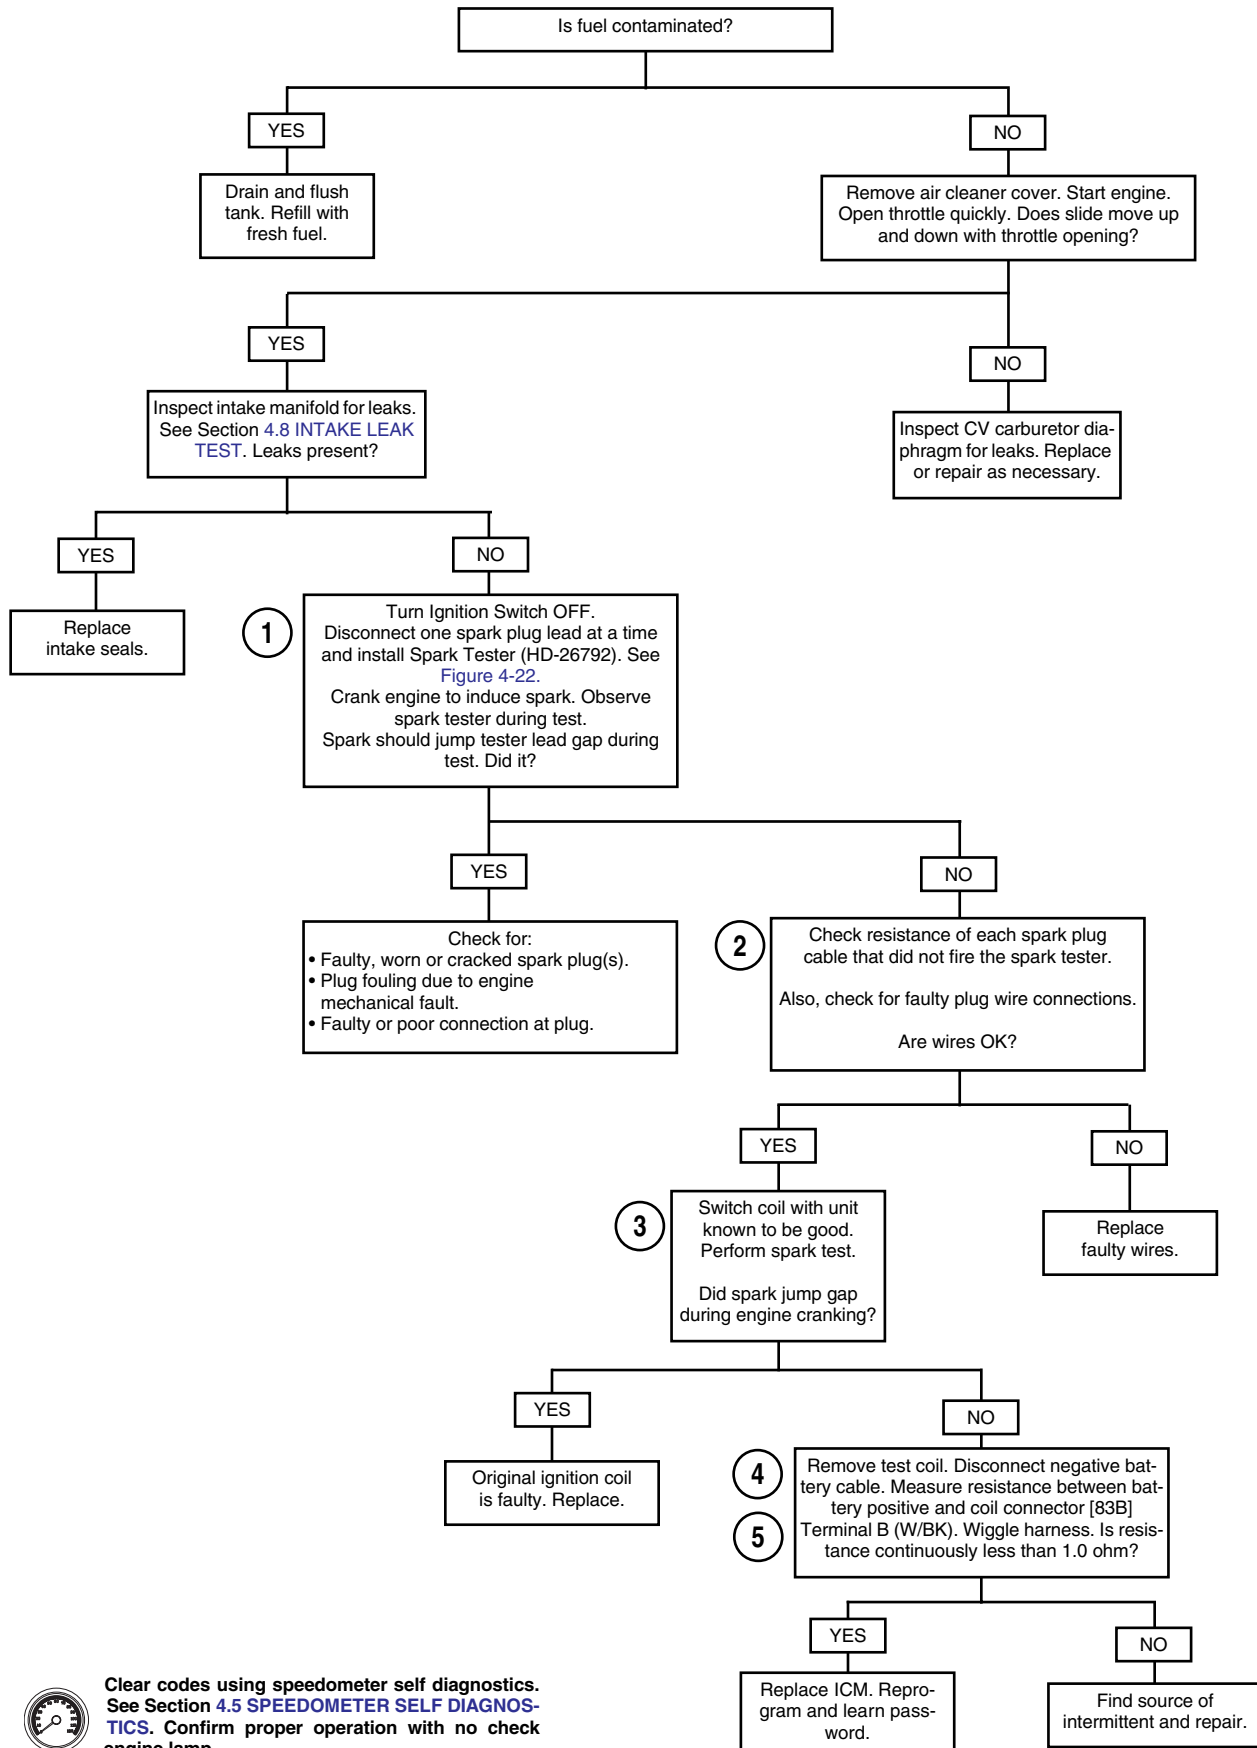 Is fuel contaminated?
YES
NO
Drain and flush
tank. Refill with
fresh fuel.
Remove air cleaner cover. Start engine.
Open throttle quickly. Does slide move up
and down with throttle opening?
YES
NO
Inspect intake manifold for leaks.
See Section 4.8 INTAKE LEAK
TEST. Leaks present?
Inspect CV carburetor dia-
phragm for leaks. Replace
or repair as necessary.
YES
NO
Replace
intake seals.
1
Turn Ignition Switch OFF.
Disconnect one spark plug lead at a time
and install Spark Tester (HD-26792). See
Figure 4-22.
Crank engine to induce spark. Observe
spark tester during test.
Spark should jump tester lead gap during
test. Did it?
YES
NO
Check for:
• Faulty, worn or cracked spark plug(s).
• Plug fouling due to engine
mechanical fault.
• Faulty or poor connection at plug.
2
Check resistance of each spark plug
cable that did not fire the spark tester.
Also, check for faulty plug wire connections.
Are wires OK?
YES
NO
3
Switch coil with unit
known to be good.
Perform spark test.
Did spark jump gap
during engine cranking?
Replace
faulty wires.
YES
NO
Original ignition coil
is faulty. Replace.
4
5
Remove test coil. Disconnect negative bat-
tery cable. Measure resistance between bat-
tery positive and coil connector [83B]
Terminal B (W/BK). Wiggle harness. Is resis-
tance continuously less than 1.0 ohm?
YES
NO
Replace ICM. Repro-
gram and learn pass-
word.
Find source of
intermittent and repair.
Clear codes using speedometer self diagnostics.
See Section 4.5 SPEEDOMETER SELF DIAGNOS-
TICS. Confirm proper operation with no check
engine lamp.